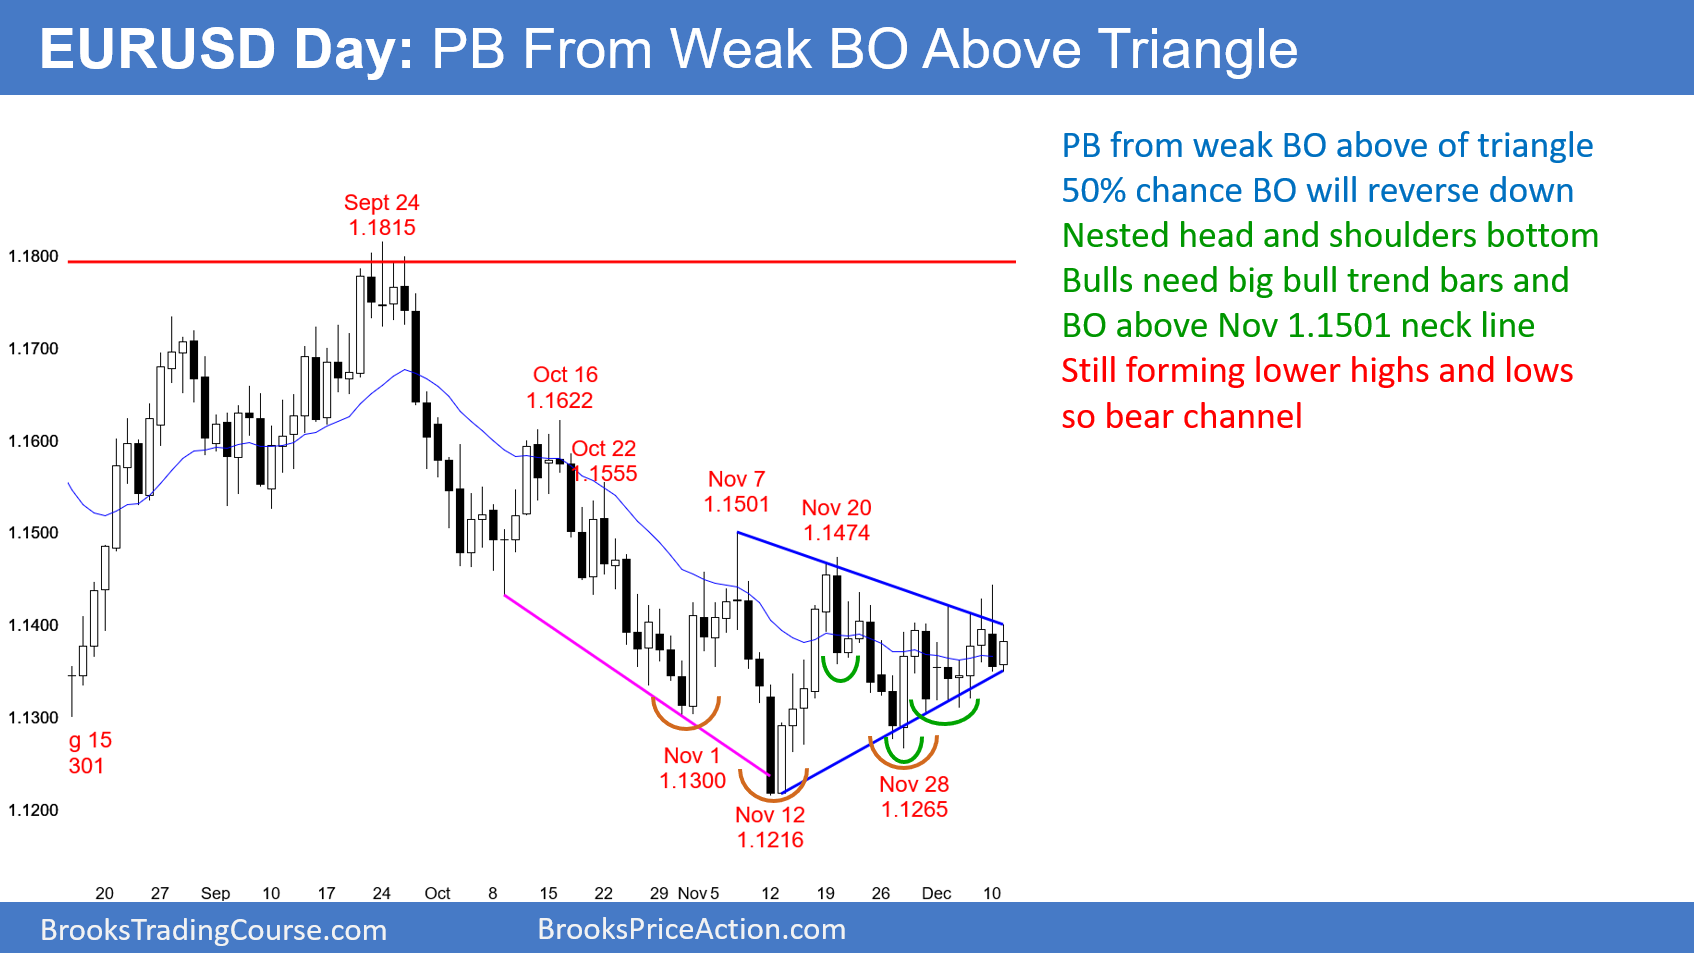 EURUSD Day: PB From Weak BO Above Triangle
PB from weak BO above of triangle
50% chance BO will reverse down
Nested head and shoulders bottom
Bulls need big bull trend bars and
BO above Nov 1.1501 neck line
Still forming lower highs and lows
so bear channel
Sept 24
1.1815
1.1800
1.1700
Oct 16
1.1622
1.1600
Oct 22
1.1555
Nov 7
1.1501
Nov 20
1.1474
1.1500
1.1400
1.1300
g 15
301
Nov 1
1.1300
Nov 28
1.1265
Nov 12
1.1216
1.1200
20 27 Sep 10 17 24 Oct 8 15 22 29 Nov 5 12 19 26 Dec 10
BrooksTradingCourse.com
BrooksPriceAction.com